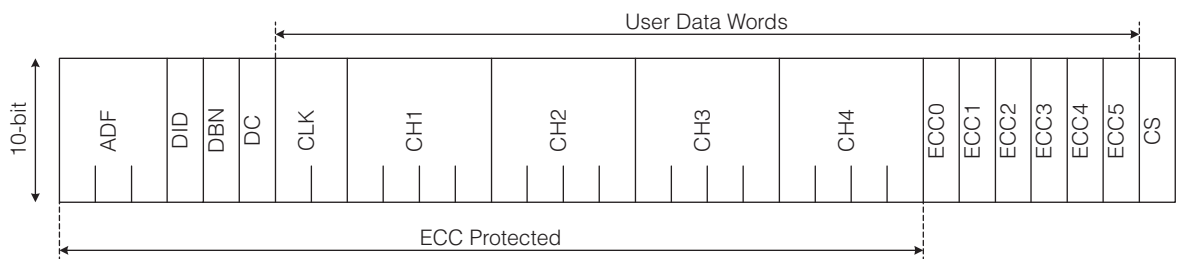 User Data Words
10-bit
ADF
DID
DBN
DC
CLK
CH1
CH2
CH3
CH4
ECC0
ECC1
ECC2
ECC3
ECC4
ECC5
CS
ECC Protected